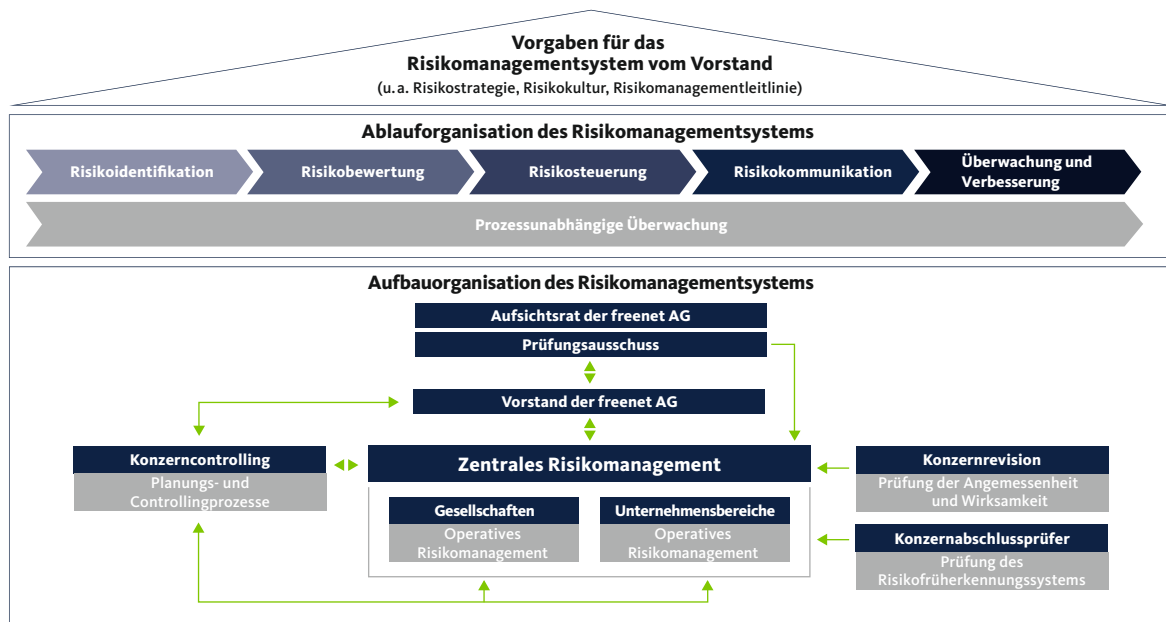 Vorgaben für das
Risikomanagementsystem vom Vorstand
(u. a. Risikostrategie, Risikokultur, Risikomanagementleitlinie)
Ablauforganisation des Risikomanagementsystems
Risikoidentifikation
Risikobewertung
Risikosteuerung
Risikokommunikation
Überwachung und
Verbesserung
Prozessunabhängige Überwachung
Aufbauorganisation des Risikomanagementsystems
Aufsichtsrat der freenet AG
Prüfungsausschuss
Vorstand der freenet AG
Konzerncontrolling
Planungs- und
Controllingprozesse
Zentrales Risikomanagement
Gesellschaften
Operatives
Risikomanagement
Unternehmensbereiche
Operatives
Risikomanagement
Konzernrevision
Prüfung der Angemessenheit
und Wirksamkeit
Konzernabschlussprüfer
Prüfung des
Risikofrüherkennungssystems